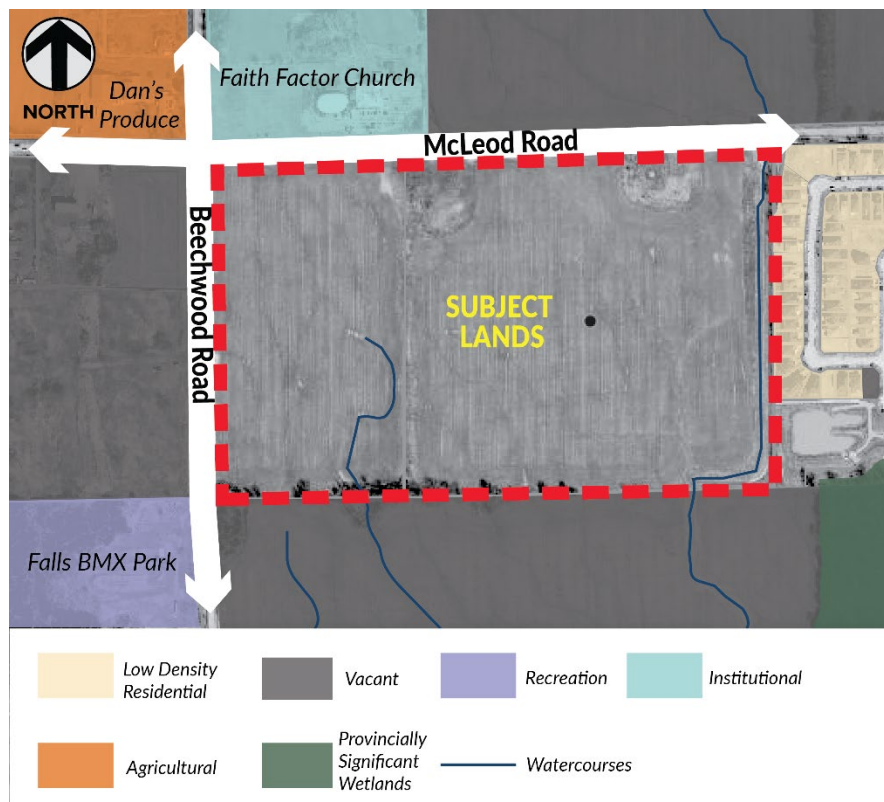 NORTH
Dan's
Produce
Faith Factor Church
McLeod Road
Beechwood Road
SUBJECT
LANDS
Falls BMX Park
Low Density
Residential
Vacant
Recreation
Institutional
Agricultural
Provincially
Significant
Wetlands
Watercourses